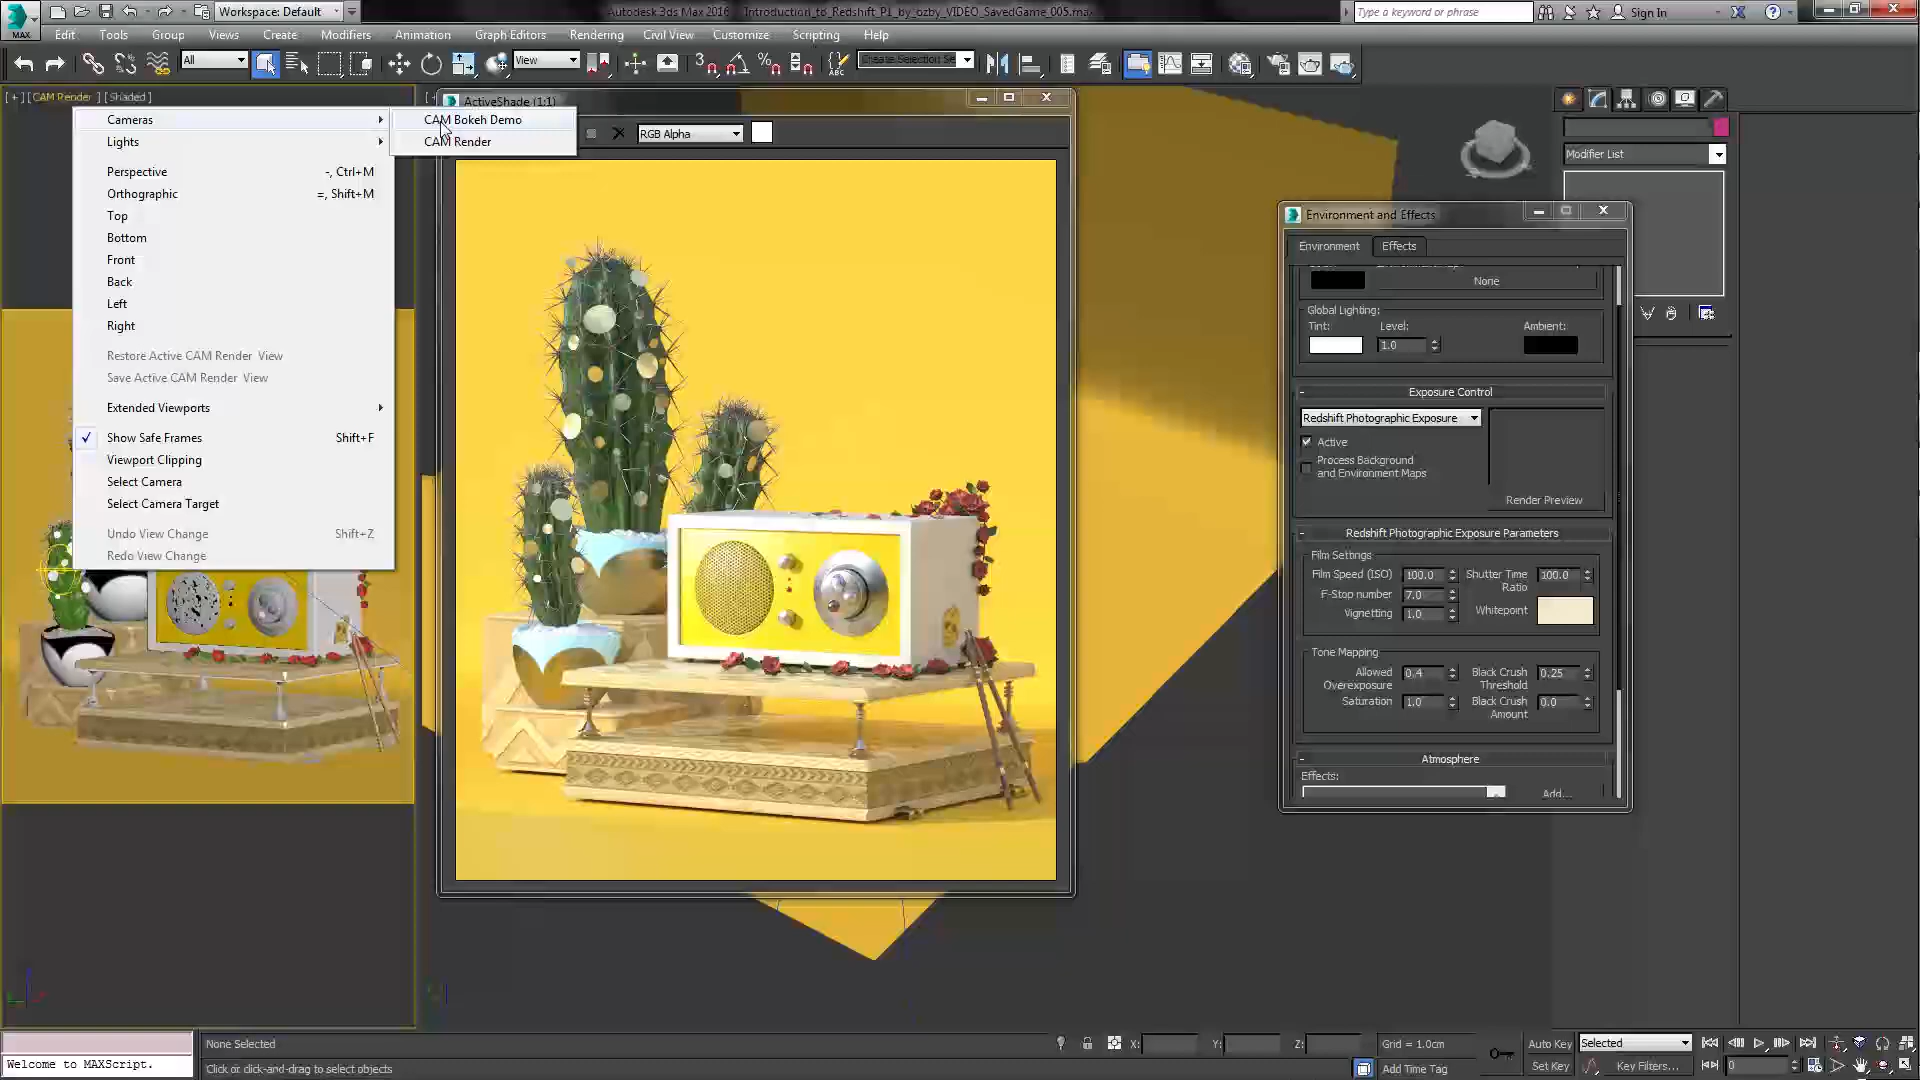 Workspace: Default
Autodesk 3ds Max 2016
Introduction_to_Redshift_P1_by_ozby_VIDEO_SavedGame_005.max
Type a keyword or phrase
Sign In
MAX
Edit
Tools
Group
Views
Create
Modifiers
Animation
Graph Editors
Rendering
Civil View
Customize
Scripting
Help
All
View
3
ABC
Create Selection Se
[+][CAM Render][Shaded]
Cameras
Lights
Perspective -, Ctrl+M
Orthographic =, Shift+M
Top
Bottom
Front
Back
Left
Right
Restore Active CAM Render View
Save Active CAM Render View
Extended Viewports
Show Safe Frames Shift+F
Viewport Clipping
Select Camera
Select Camera Target
Undo View Change Shift+Z
Redo View Change
CAM Bokeh Demo
CAM Render
ActiveShade (1:1)
RGB Alpha
Modifier List
Environment and Effects
Environment
Effects
None
Global Lighting:
Tint:
Level:
Ambient:
1.0
Exposure Control
Redshift Photographic Exposure
Active
Process Background
and Environment Maps
Render Preview
Redshift Photographic Exposure Parameters
Film Settings
Film Speed (ISO) 100.0
Shutter Time
Ratio
100.0
F-Stop number 7.0
Whitepoint
Vignetting 1.0
Tone Mapping
Allowed
Overexposure
0.4
Black Crush
Threshold
0.25
Saturation 1.0
Black Crush
Amount
0.0
Atmosphere
Effects:
Add...
Welcome to MAXScript.
None Selected
Click or click-and-drag to select objects
X:
Y:
Z:
Grid = 1.0cm
Add Time Tag
Auto Key
Selected
Set Key
Key Filters...
0